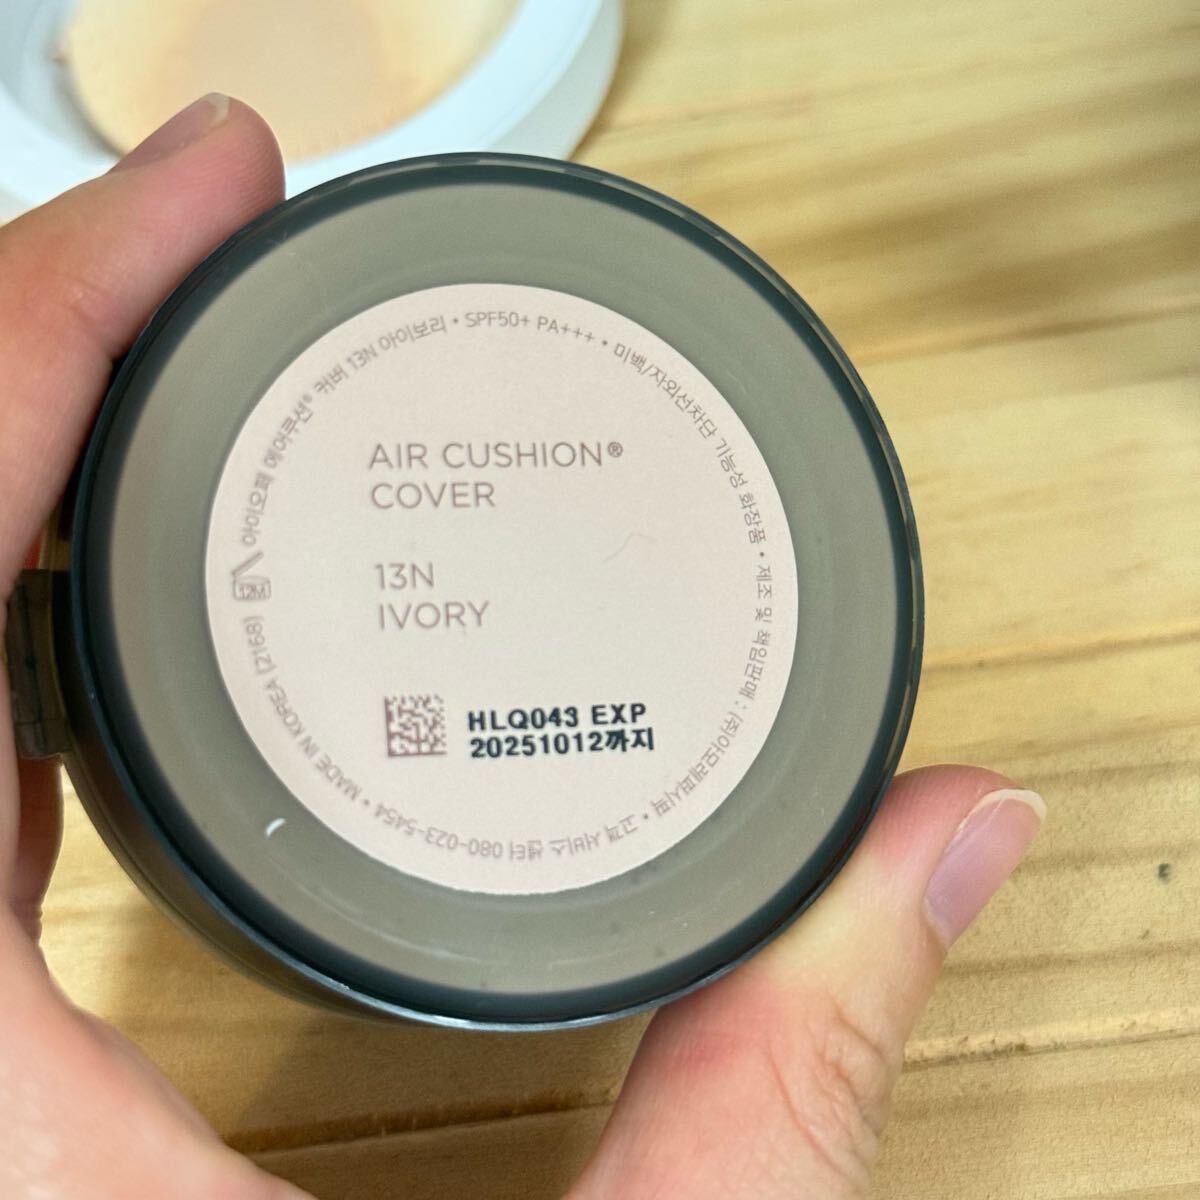 아이오페 에어쿠션® 커버 13N 아이보리 • SPF50+ PA+++ • 미백/자외선차단 기능성 화장품 • 제조 및 책임판매 : (주)아모레퍼시픽 • 고객 서비스 센터 080-023-5454 • MADE IN KOREA (Z168)
12M
AIR CUSHION®
COVER
13N
IVORY
HLQ043 EXP
20251012까지